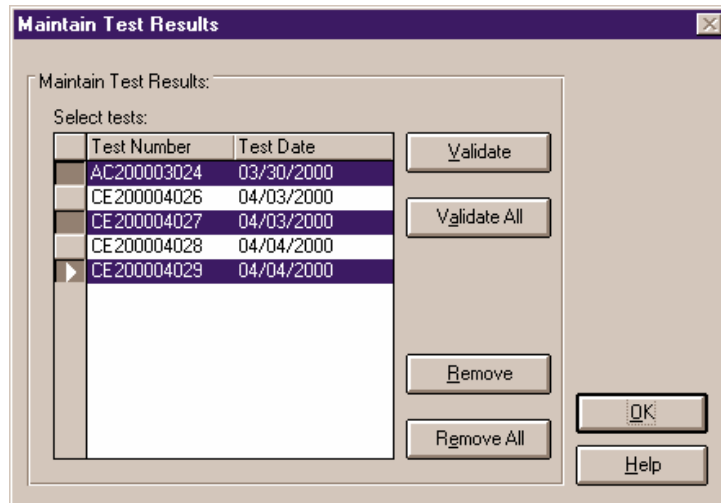 Maintain Test Results
Maintain Test Results:
Select tests:
Test Number Test Date
AC200003024 03/30/2000
CE200004026 04/03/2000
CE200004027 04/03/2000
CE200004028 04/04/2000
CE200004029 04/04/2000
Validate
Validate All
Remove
Remove All
OK
Help